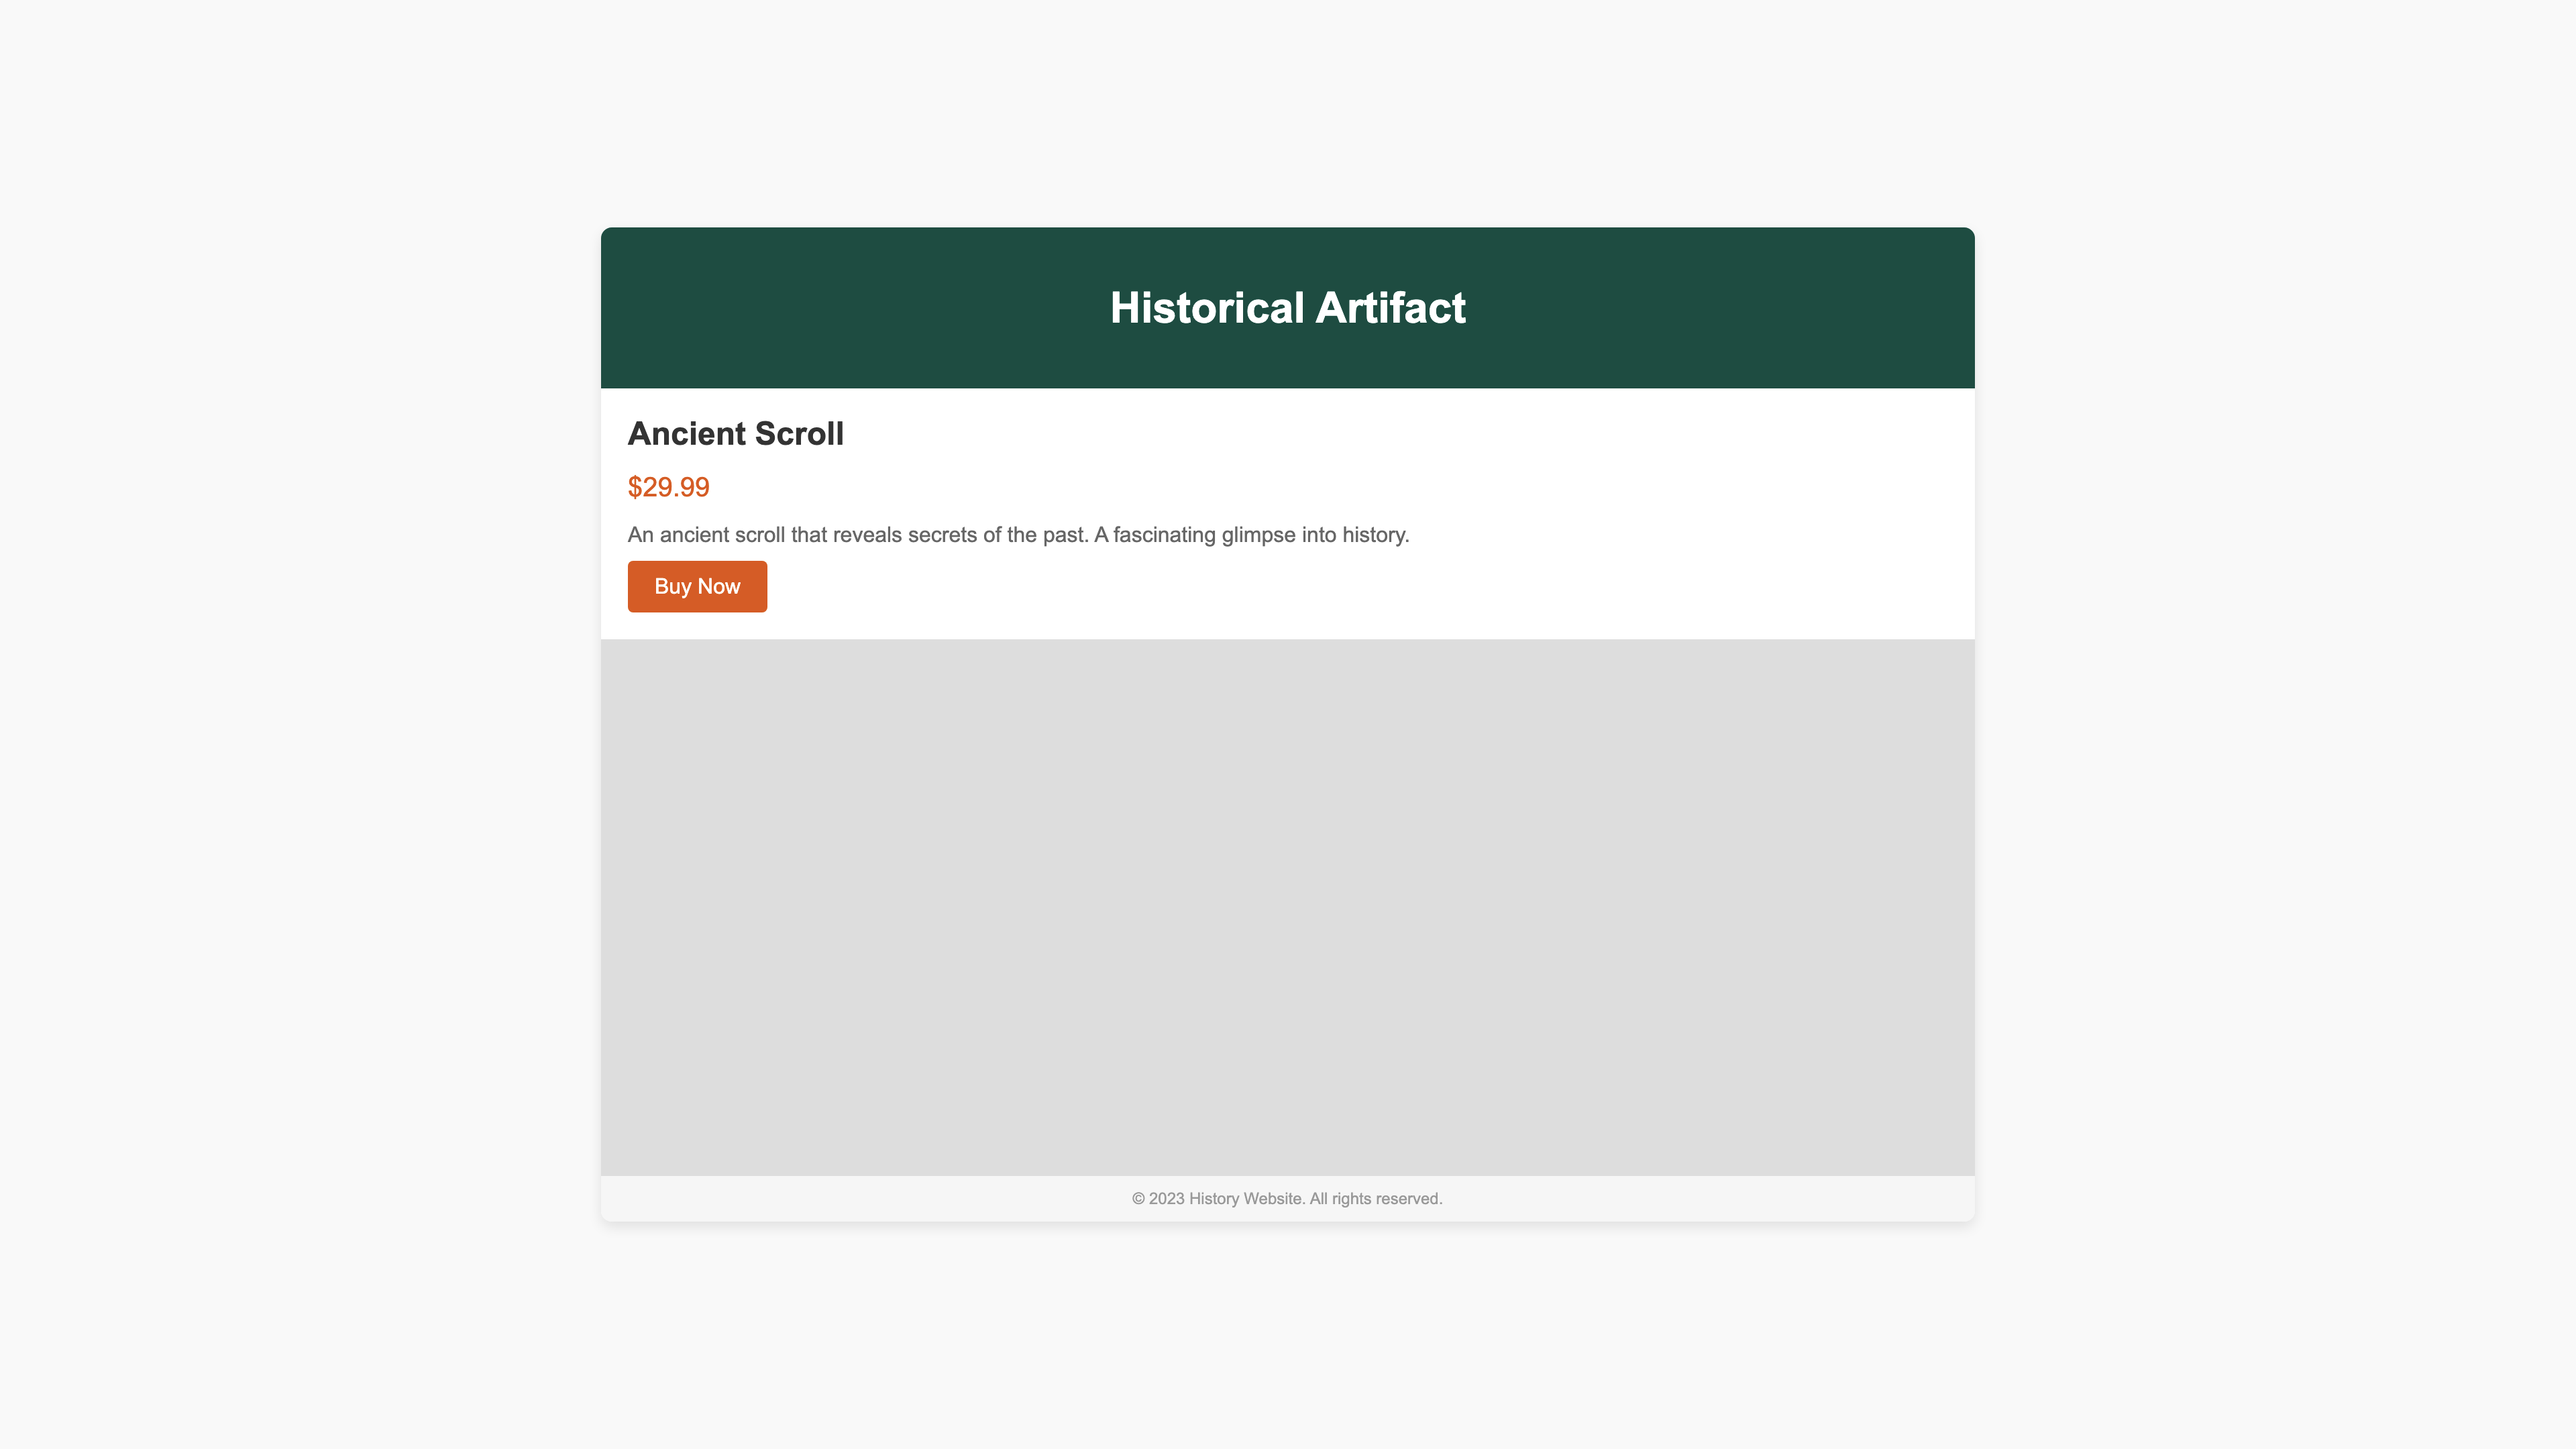 Historical Artifact
Ancient Scroll
$29.99
An ancient scroll that reveals secrets of the past. A fascinating glimpse into history.
Buy Now
© 2023 History Website. All rights reserved.